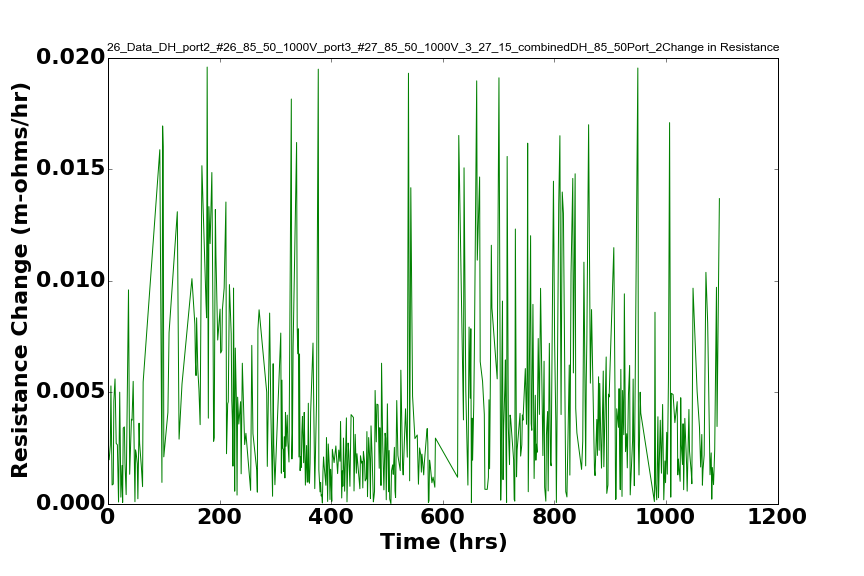 26_Data_DH_port2_#26_85_50_1000V_port3_#27_85_50_1000V_3_27_15_combinedDH_85_50Port_2Change in Resistance
0.020
0.015
0.010
0.005
0.000
Resistance Change (m-ohms/hr)
0 200 400 600 800 1000 1200
Time (hrs)